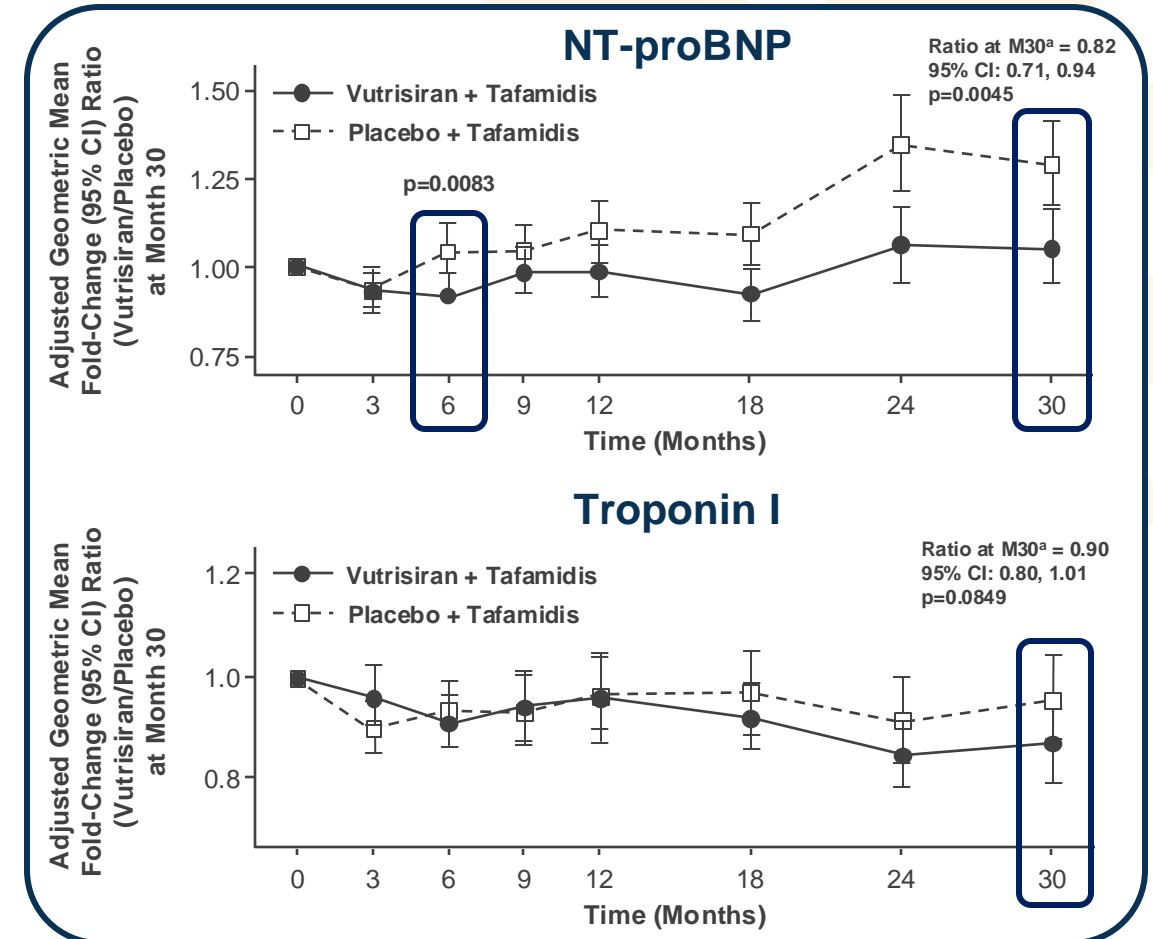 NT-proBNP
Ratio at M30ᵃ = 0.82
95% CI: 0.71, 0.94
p=0.0045
Adjusted Geometric Mean
Fold-Change (95% CI) Ratio
(Vutrisiran/Placebo)
at Month 30
Vutrisiran + Tafamidis
Placebo + Tafamidis
p=0.0083
1.50
1.25
1.00
0.75
0 3 6 9 12 18 24 30
Time (Months)
Troponin I
Ratio at M30ᵃ = 0.90
95% CI: 0.80, 1.01
p=0.0849
Adjusted Geometric Mean
Fold-Change (95% CI) Ratio
(Vutrisiran/Placebo)
at Month 30
Vutrisiran + Tafamidis
Placebo + Tafamidis
1.2
1.0
0.8
0 3 6 9 12 18 24 30
Time (Months)